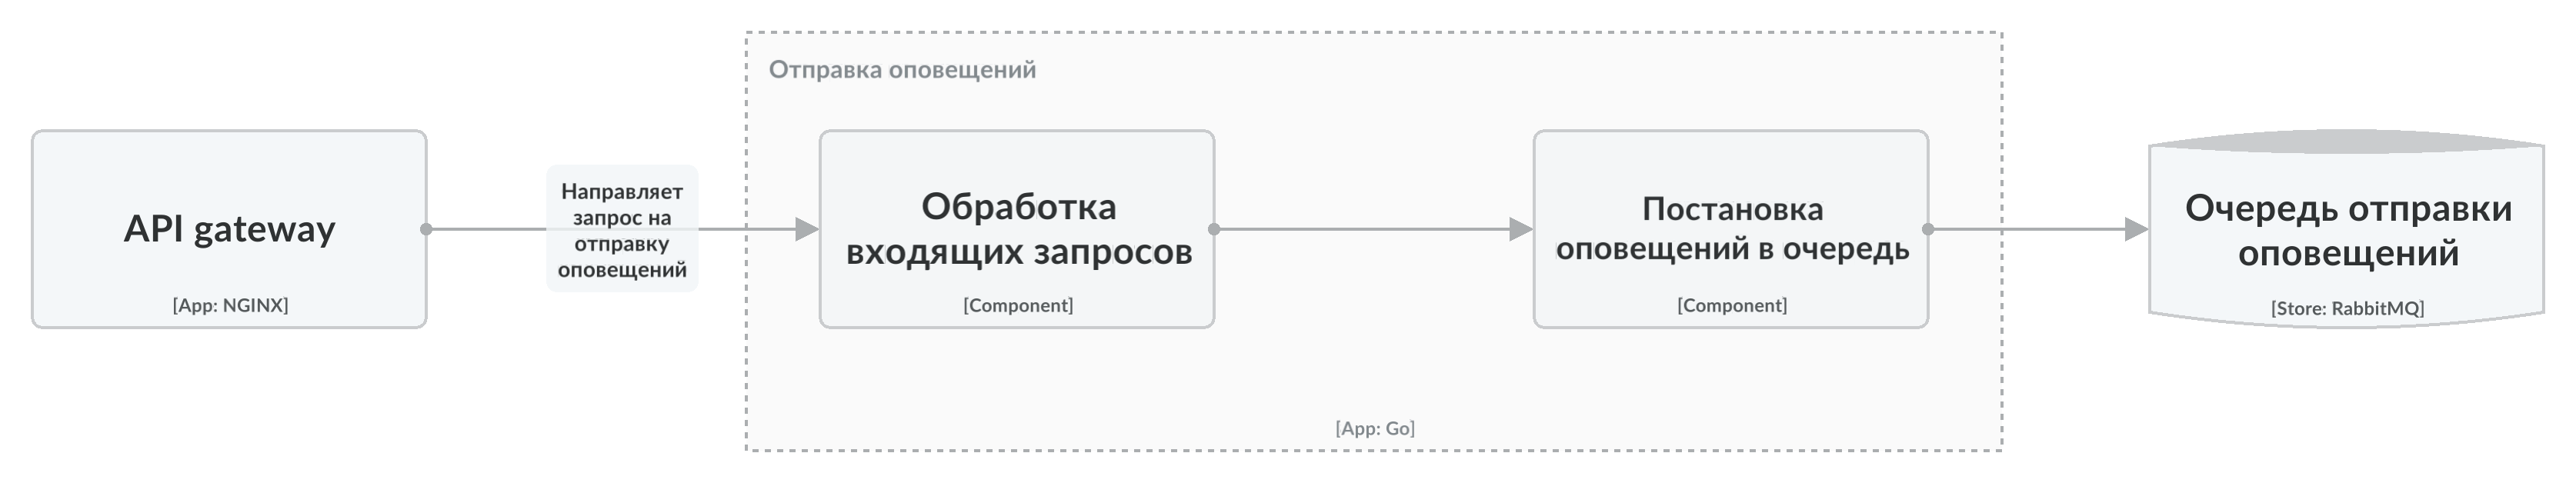 Отправка оповещений
API gateway
[App: NGINX]
Направляет
запрос на
отправку
оповещений
Обработка
входящих запросов
[Component]
Постановка
оповещений в очередь
[Component]
Очередь отправки
оповещений
[Store: RabbitMQ]
[App: Go]